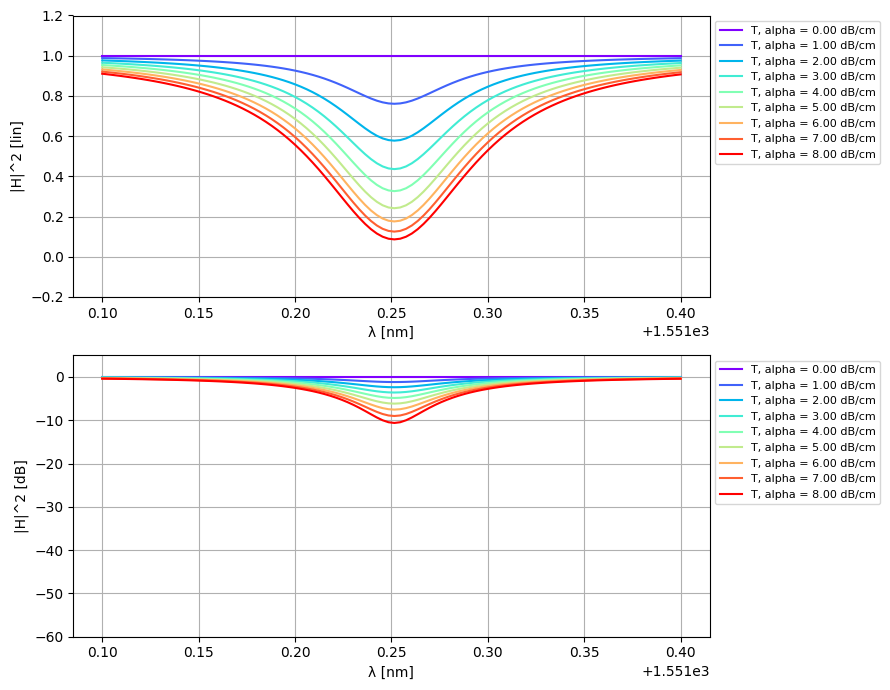 1.2
1.0
0.8
0.6
0.4
0.2
0.0
−0.2
|H|^2 [lin]
0.10
0.15
0.20
0.25
0.30
0.35
0.40
λ [nm]
+1.551e3
T, alpha = 0.00 dB/cm
T, alpha = 1.00 dB/cm
T, alpha = 2.00 dB/cm
T, alpha = 3.00 dB/cm
T, alpha = 4.00 dB/cm
T, alpha = 5.00 dB/cm
T, alpha = 6.00 dB/cm
T, alpha = 7.00 dB/cm
T, alpha = 8.00 dB/cm
0
−10
−20
−30
−40
−50
−60
|H|^2 [dB]
0.10
0.15
0.20
0.25
0.30
0.35
0.40
λ [nm]
+1.551e3
T, alpha = 0.00 dB/cm
T, alpha = 1.00 dB/cm
T, alpha = 2.00 dB/cm
T, alpha = 3.00 dB/cm
T, alpha = 4.00 dB/cm
T, alpha = 5.00 dB/cm
T, alpha = 6.00 dB/cm
T, alpha = 7.00 dB/cm
T, alpha = 8.00 dB/cm